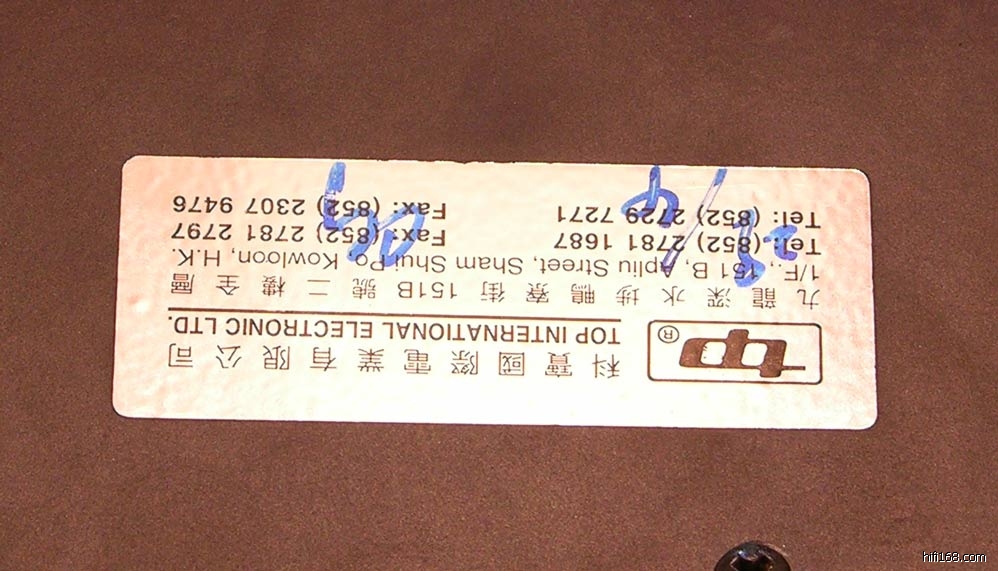 top®
科寶國際電業有限公司
TOP INTERNATIONAL ELECTRONIC LTD.
九龍深水埗鴨寮街151B號二樓全層
1/F., 151B, Apliu Street, Sham Shui Po, Kowloon, H.K.
Tel: (852) 2781 1687 Fax: (852) 2781 2797
Tel: (852) 2729 7271 Fax: (852) 2307 9476
hifi168.com